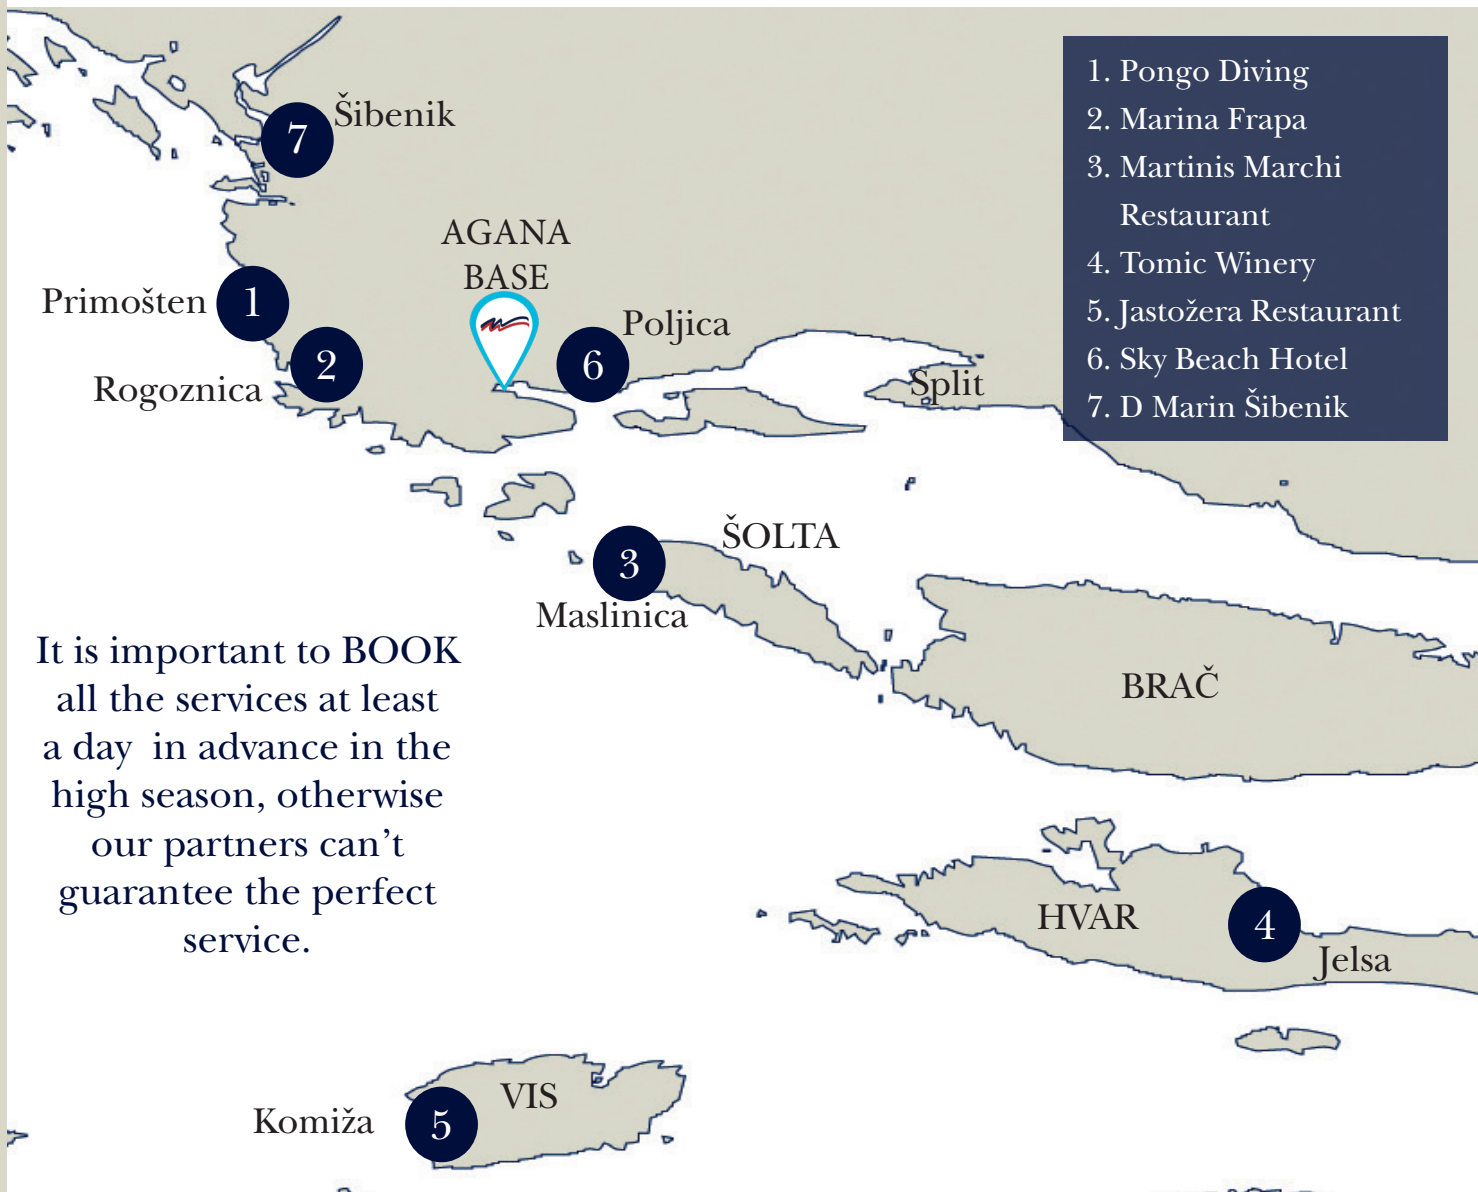 Šibenik
7
AGANA
BASE
Primošten
1
Poljica
2
6
Rogoznica
Split
1. Pongo Diving
2. Marina Frapa
3. Martinis Marchi
Restaurant
4. Tomic Winery
5. Jastožera Restaurant
6. Sky Beach Hotel
7. D Marin Šibenik
ŠOLTA
3
Maslinica
BRAČ
It is important to BOOK
all the services at least
a day in advance in the
high season, otherwise
our partners can’t
guarantee the perfect
service.
HVAR
4
Jelsa
VIS
Komiža
5